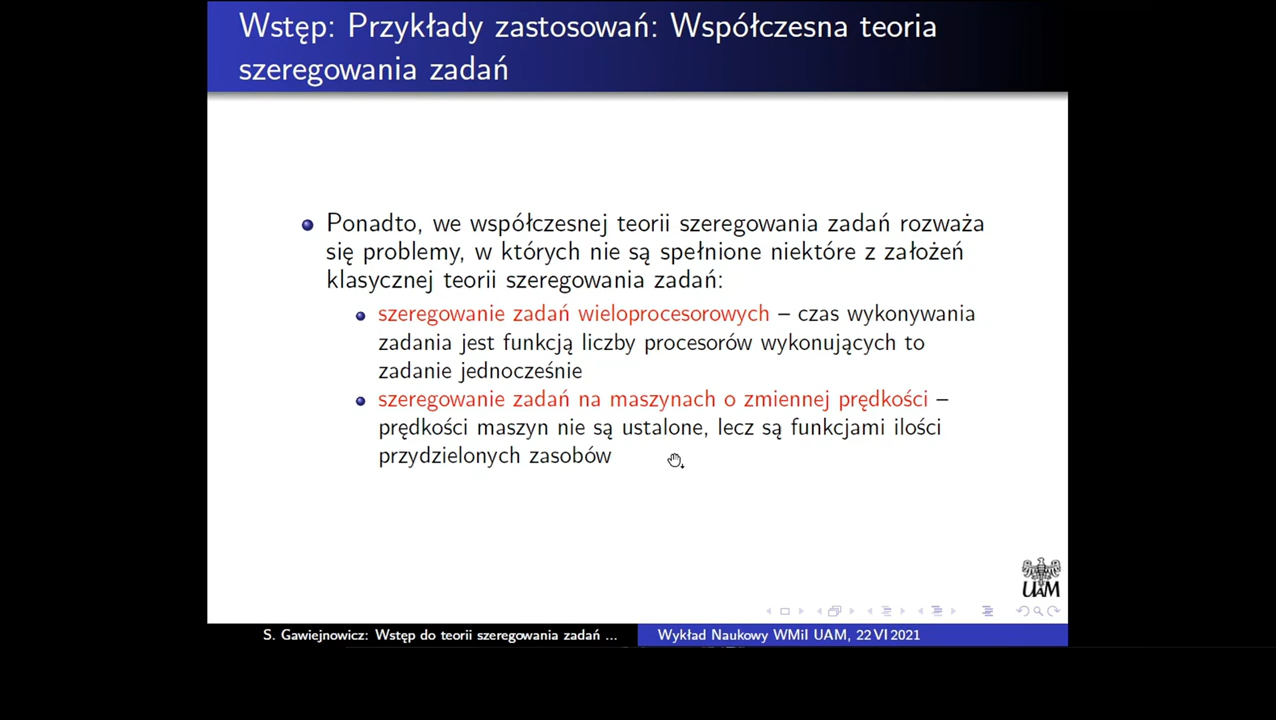 Wstęp: Przykłady zastosowań: Współczesna teoria
szeregowania zadań
Ponadto, we współczesnej teorii szeregowania zadań rozważa
się problemy, w których nie są spełnione niektóre z założeń
klasycznej teorii szeregowania zadań:
szeregowanie zadań wieloprocesorowych – czas wykonywania
zadania jest funkcją liczby procesorów wykonujących to
zadanie jednocześnie
szeregowanie zadań na maszynach o zmiennej prędkości –
prędkości maszyn nie są ustalone, lecz są funkcjami ilości
przydzielonych zasobów
UAM
S. Gawiejnowicz: Wstęp do teorii szeregowania zadań ...
Wykład Naukowy WMiI UAM, 22 VI 2021